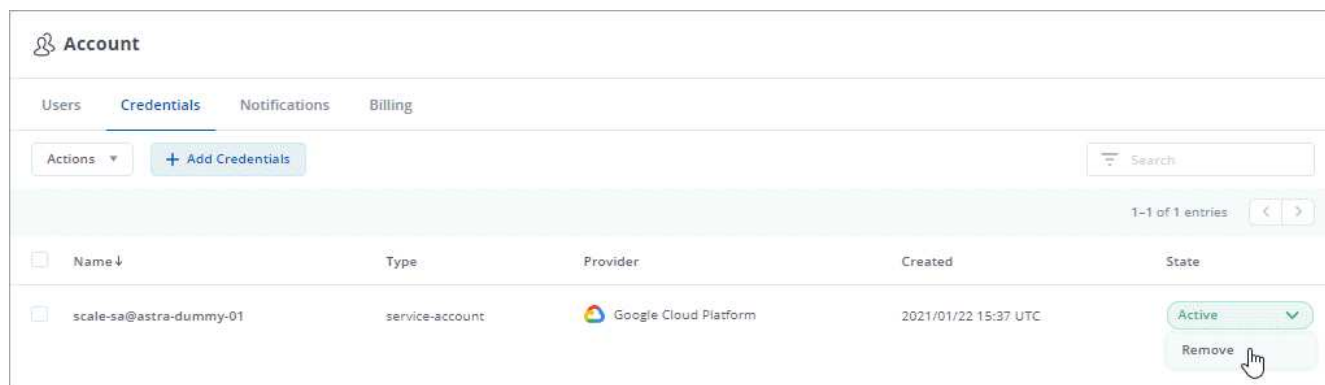 Account
Users Credentials Notifications Billing
Actions + Add Credentials Search
1-1 of 1 entries
Name↓ Type Provider Created State
scale-sa@astra-dummy-01 service-account Google Cloud Platform 2021/01/22 15:37 UTC Active
Remove